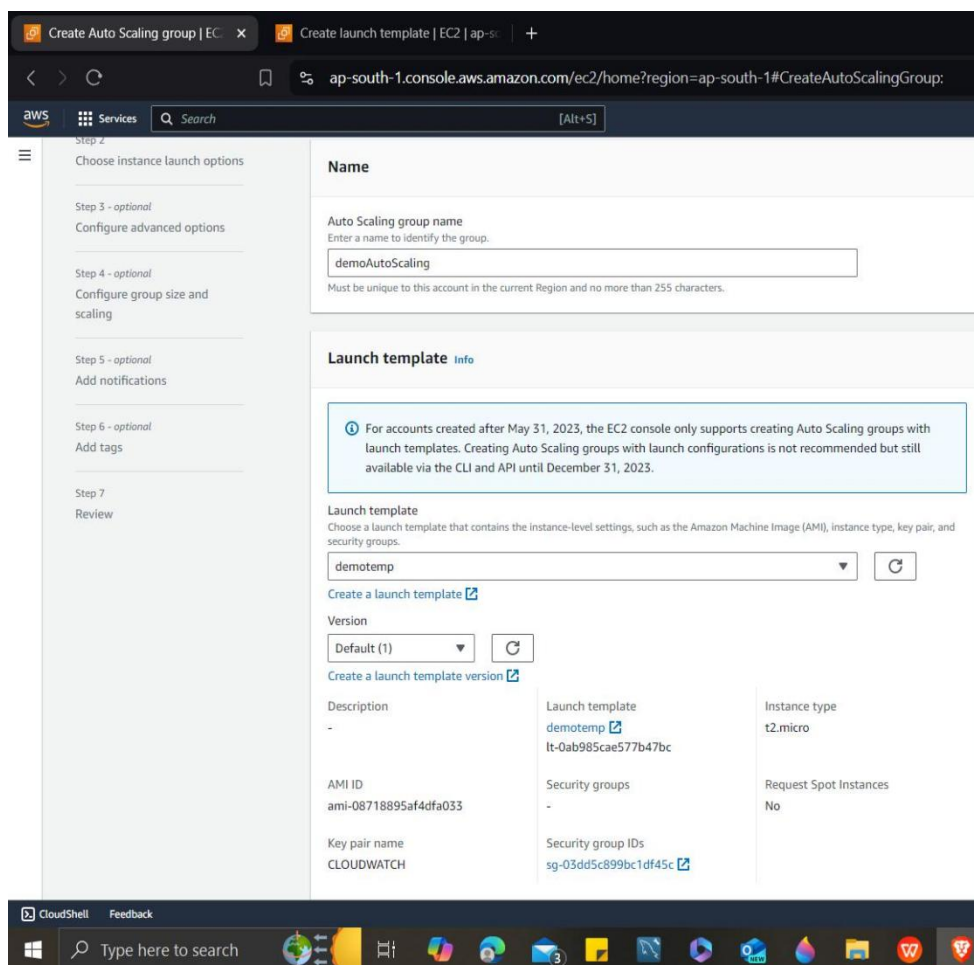 Create Auto Scaling group | EC
Create launch template | EC2 | ap-sc
ap-south-1.console.aws.amazon.com/ec2/home?region=ap-south-1#CreateAutoScalingGroup:
aws
Services
Search
[Alt+S]
Step 2
Choose instance launch options
Step 3 - optional
Configure advanced options
Step 4 - optional
Configure group size and
scaling
Step 5 - optional
Add notifications
Step 6 - optional
Add tags
Step 7
Review
Name
Auto Scaling group name
Enter a name to identify the group.
demoAutoScaling
Must be unique to this account in the current Region and no more than 255 characters.
Launch template Info
For accounts created after May 31, 2023, the EC2 console only supports creating Auto Scaling groups with
launch templates. Creating Auto Scaling groups with launch configurations is not recommended but still
available via the CLI and API until December 31, 2023.
Launch template
Choose a launch template that contains the instance-level settings, such as the Amazon Machine Image (AMI), instance type, key pair, and
security groups.
demotemp
Create a launch template
Version
Default (1)
Create a launch template version
Description
-
Launch template
demotemp
lt-0ab985cae577b47bc
Instance type
t2.micro
AMI ID
ami-08718895af4dfa033
Security groups
-
Request Spot Instances
No
Key pair name
CLOUDWATCH
Security group IDs
sg-03dd5c899bc1df45c
CloudShell Feedback
Type here to search
3
NEW
W